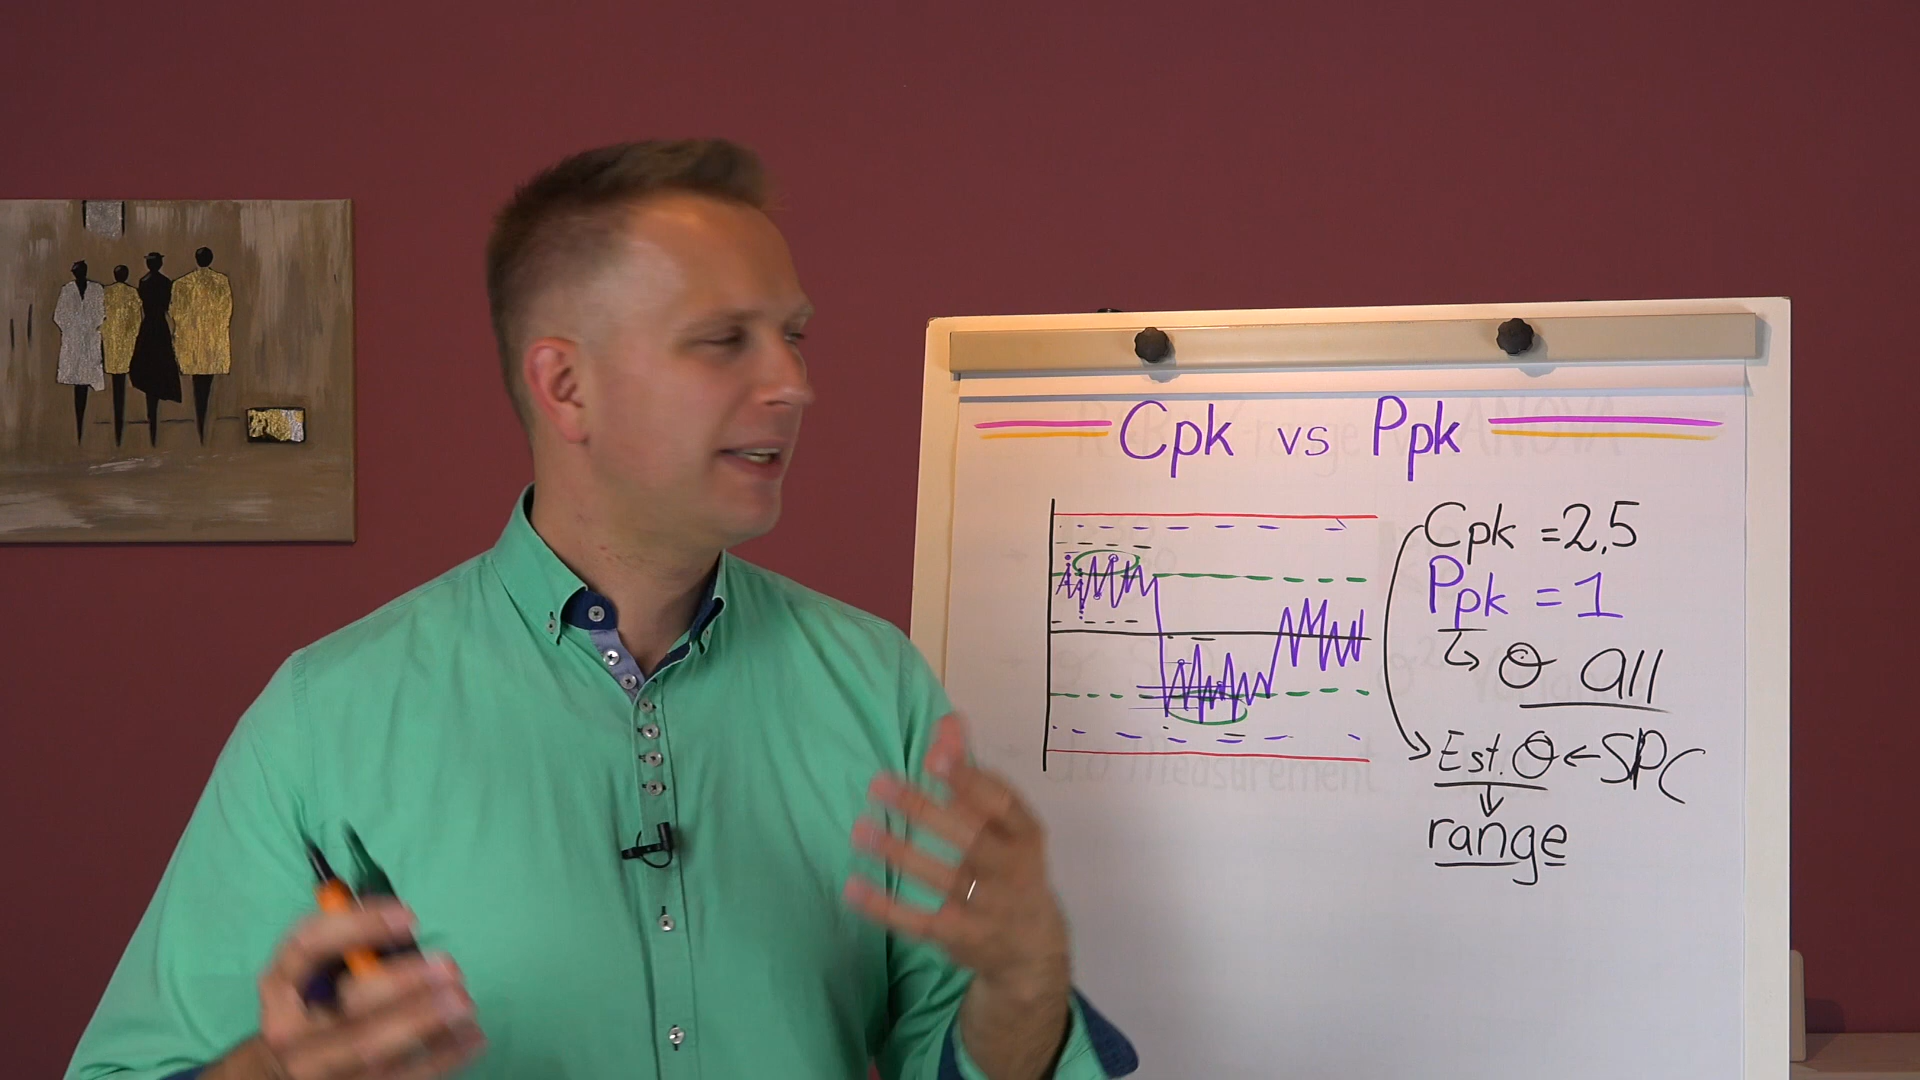 Cpk vs Ppk
Cpk = 2,5
Ppk = 1
σ all
Est. σ ← SPC
range